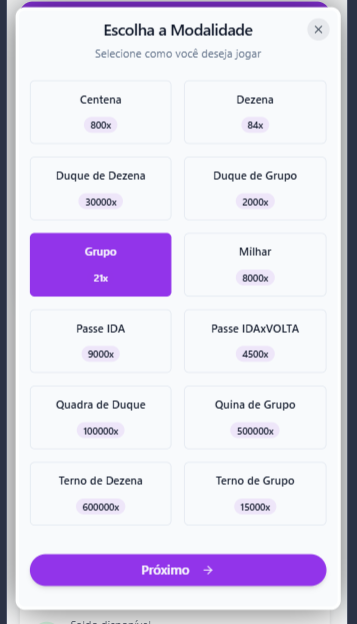 Escolha a Modalidade
Selecione como você deseja jogar
Centena
800x
Dezena
84x
Duque de Dezena
30000x
Duque de Grupo
2000x
Grupo
21x
Milhar
8000x
Passe IDA
9000x
Passe IDAxVOLTA
4500x
Quadra de Duque
100000x
Quina de Grupo
500000x
Terno de Dezena
600000x
Terno de Grupo
15000x
Próximo →
Saldo disponível